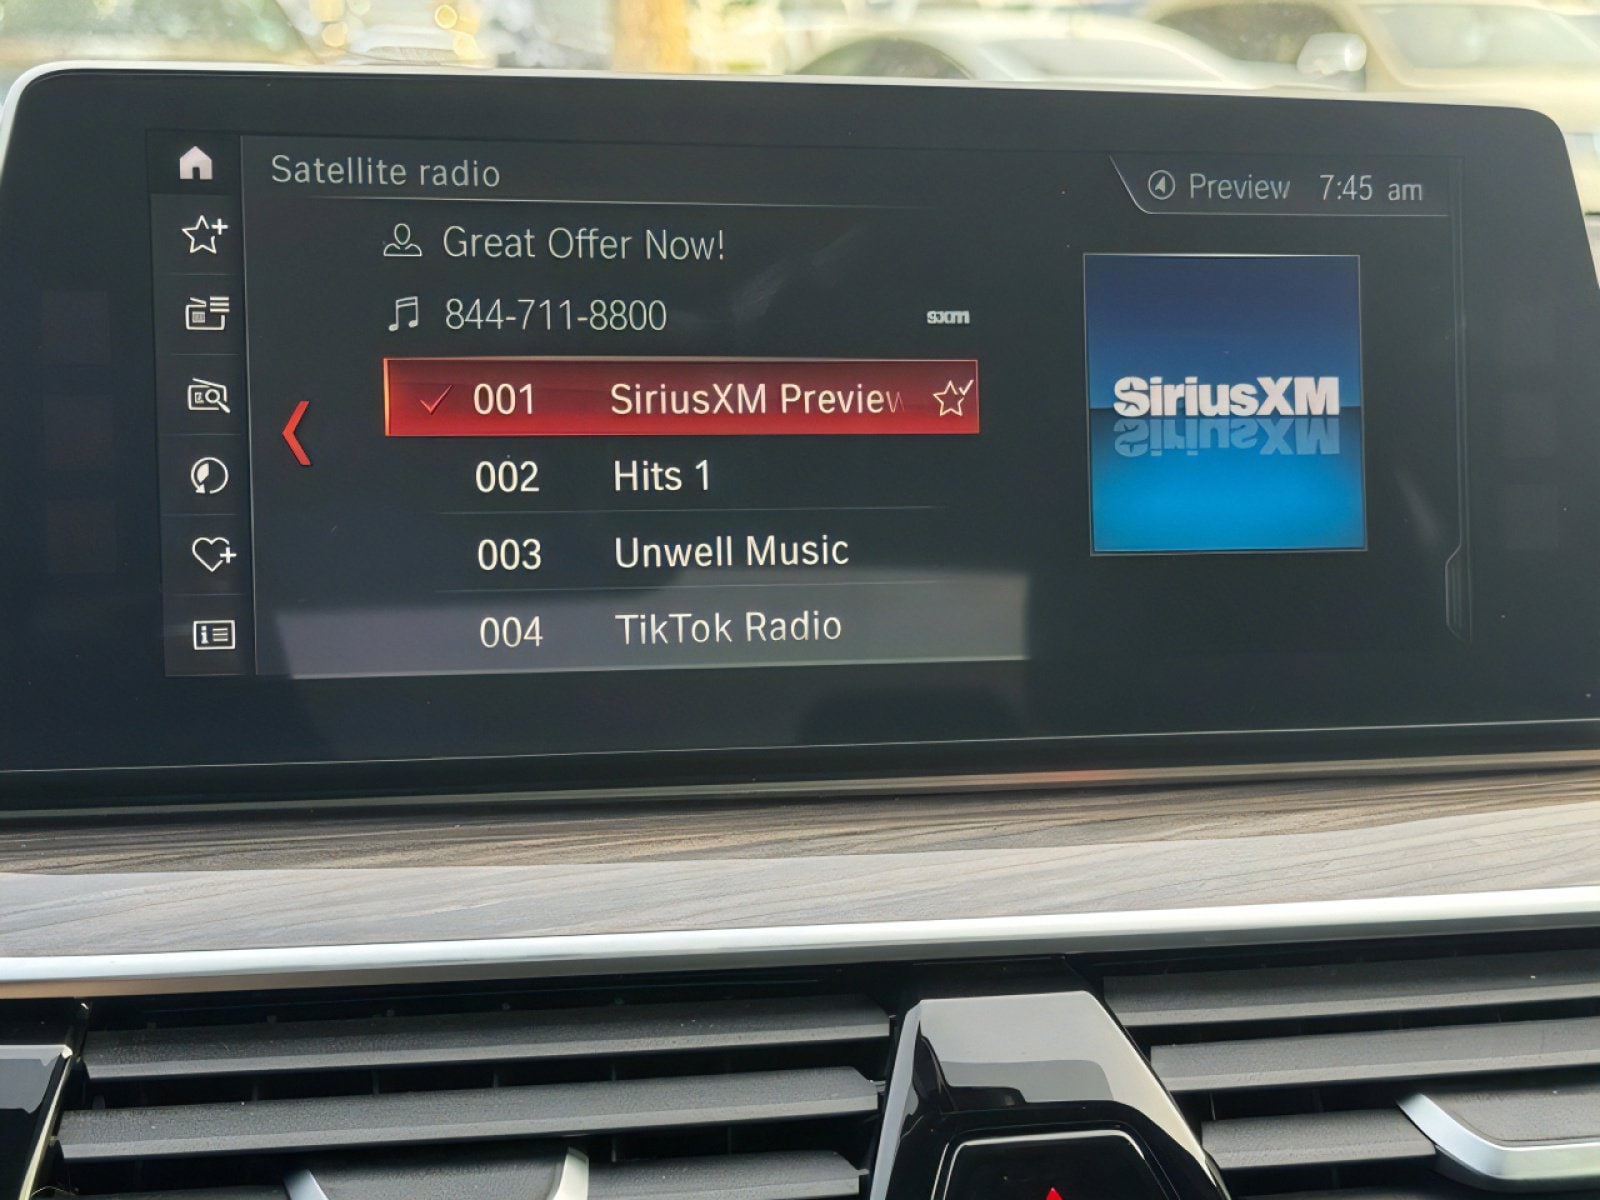 Satellite radio
Preview 7:45 am
Great Offer Now!
844-711-8800 sxm
001 SiriusXM Preview
002 Hits 1
003 Unwell Music
004 TikTok Radio
SiriusXM